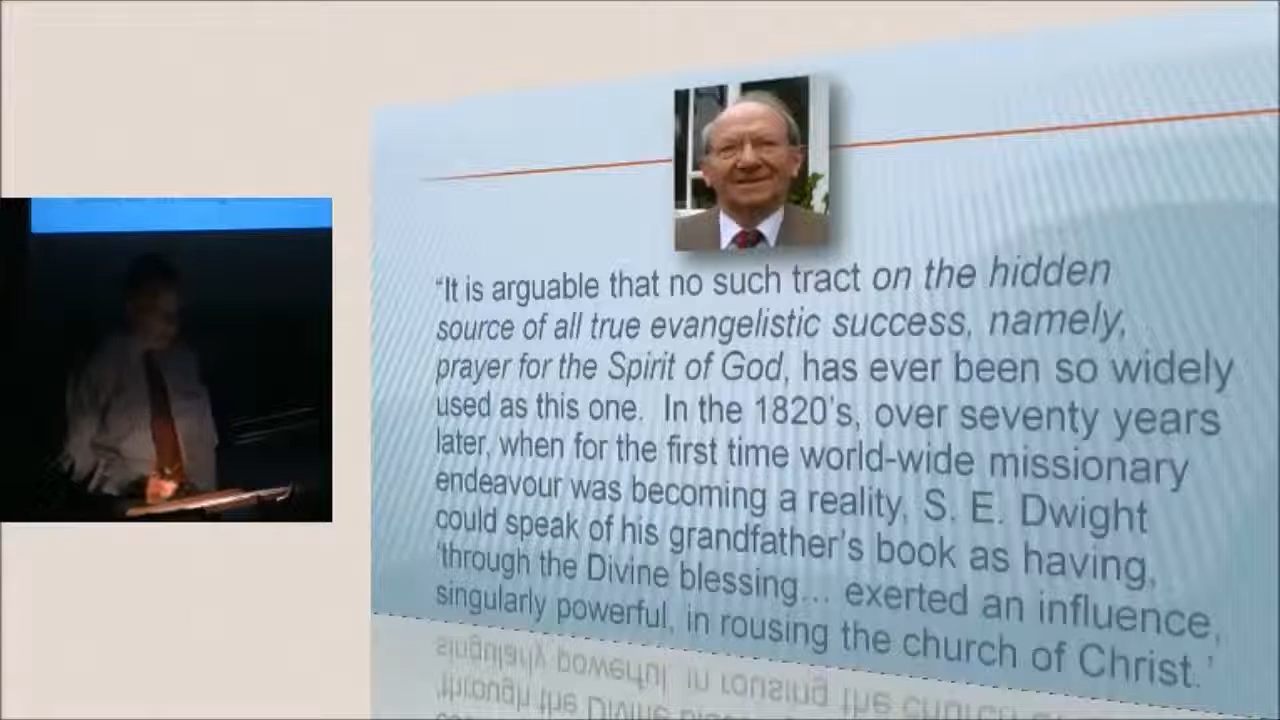 “It is arguable that no such tract on the hidden
source of all true evangelistic success, namely,
prayer for the Spirit of God, has ever been so widely
used as this one. In the 1820’s, over seventy years
later, when for the first time world-wide missionary
endeavour was becoming a reality, S. E. Dwight
could speak of his grandfather’s book as having,
‘through the Divine blessing... exerted an influence,
singularly powerful, in rousing the church of Christ.’